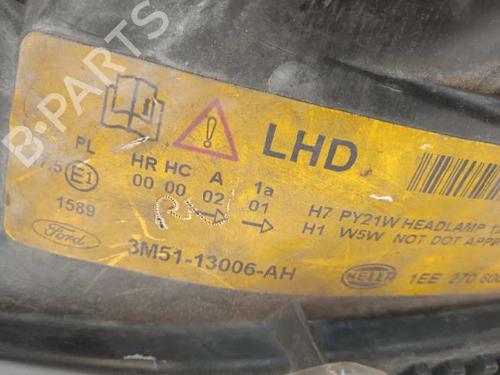 B-PARTS
LHD
PL HR HC A 1a
E1 00 00 02 01
1589
H7 PY21W HEADLAMP
H1 W5W NOT DOT APPR
Ford 3M51-13006-AH
HELLA 1EE 270